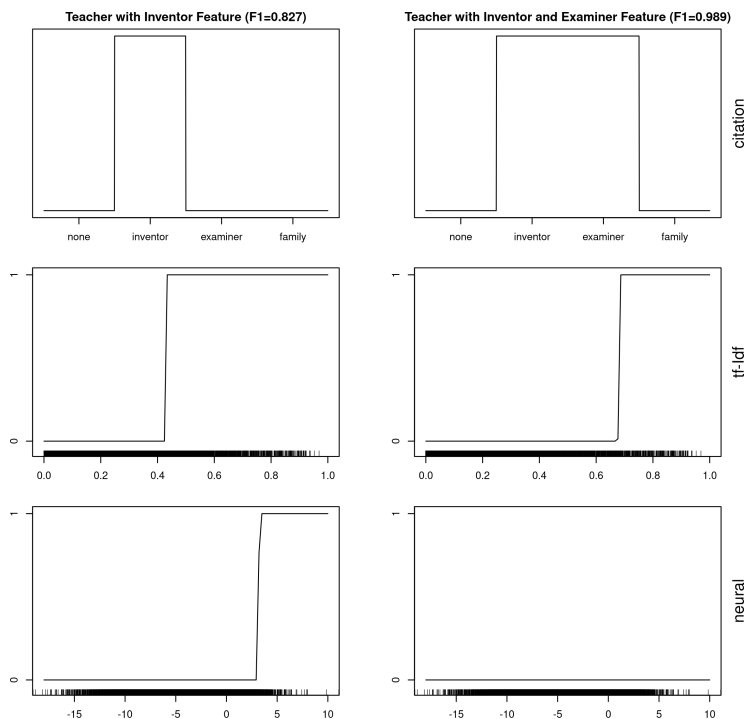 Teacher with Inventor Feature (F1=0.827)
Teacher with Inventor and Examiner Feature (F1=0.989)
none inventor examiner family
none inventor examiner family
citation
1
0
0.0 0.2 0.4 0.6 0.8 1.0
1
0
0.0 0.2 0.4 0.6 0.8 1.0
tf-Idf
1
0
-15 -10 -5 0 5 10
1
0
-15 -10 -5 0 5 10
neural